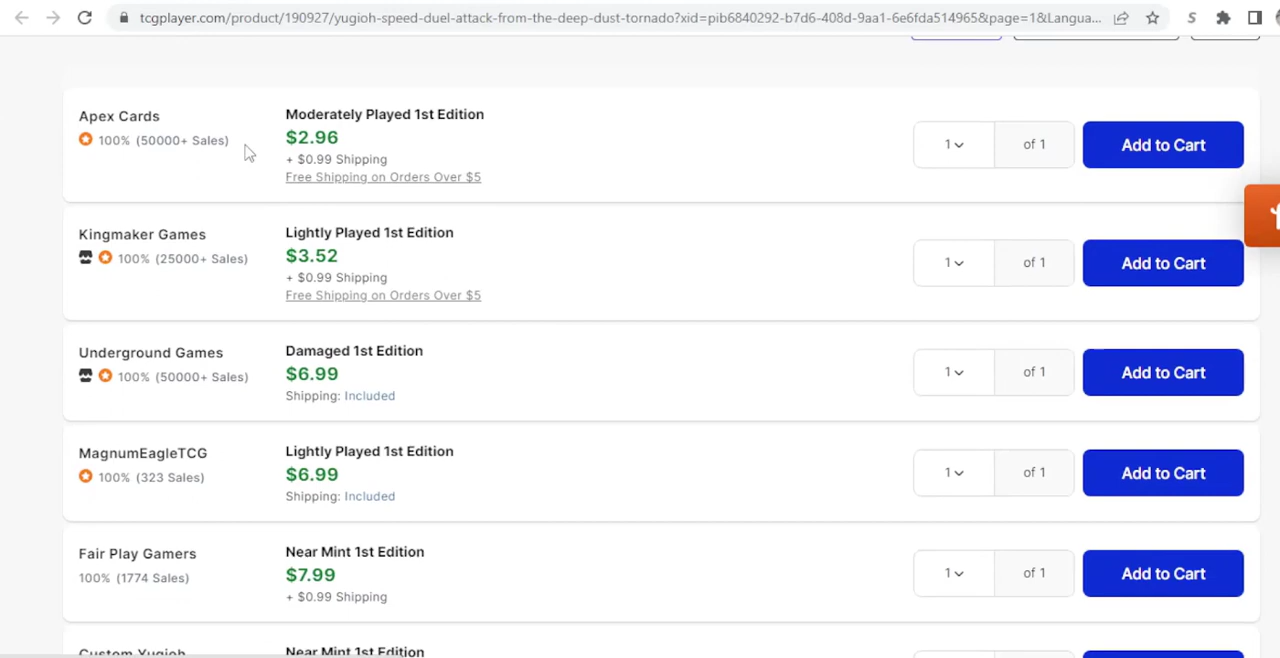 tcgplayer.com/product/190927/yugioh-speed-duel-attack-from-the-deep-dust-tornado?xid=pib6840292-b7d6-408d-9aa1-6e6fda514965&page=1&Langua...
S
Apex Cards
100% (50000+ Sales)
Moderately Played 1st Edition
$2.96
+ $0.99 Shipping
Free Shipping on Orders Over $5
1
of 1
Add to Cart
Kingmaker Games
100% (25000+ Sales)
Lightly Played 1st Edition
$3.52
+ $0.99 Shipping
Free Shipping on Orders Over $5
1
of 1
Add to Cart
Underground Games
100% (50000+ Sales)
Damaged 1st Edition
$6.99
Shipping: Included
1
of 1
Add to Cart
MagnumEagleTCG
100% (323 Sales)
Lightly Played 1st Edition
$6.99
Shipping: Included
1
of 1
Add to Cart
Fair Play Gamers
100% (1774 Sales)
Near Mint 1st Edition
$7.99
+ $0.99 Shipping
1
of 1
Add to Cart
Custom Yugioh
Near Mint 1st Edition